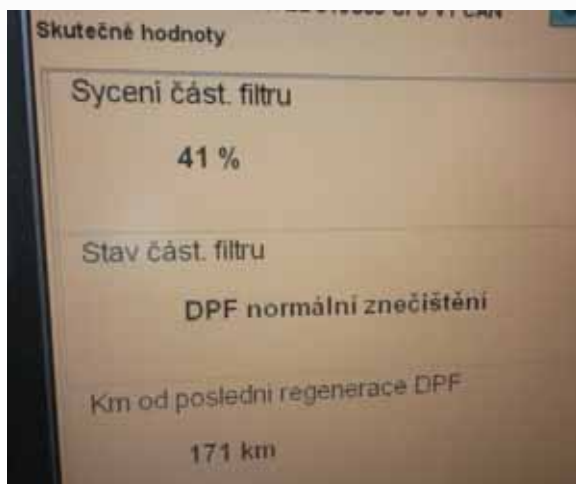 Skutečné hodnoty
Sycení část. filtru
41 %
Stav část. filtru
DPF normální znečištění
Km od poslední regenerace DPF
171 km